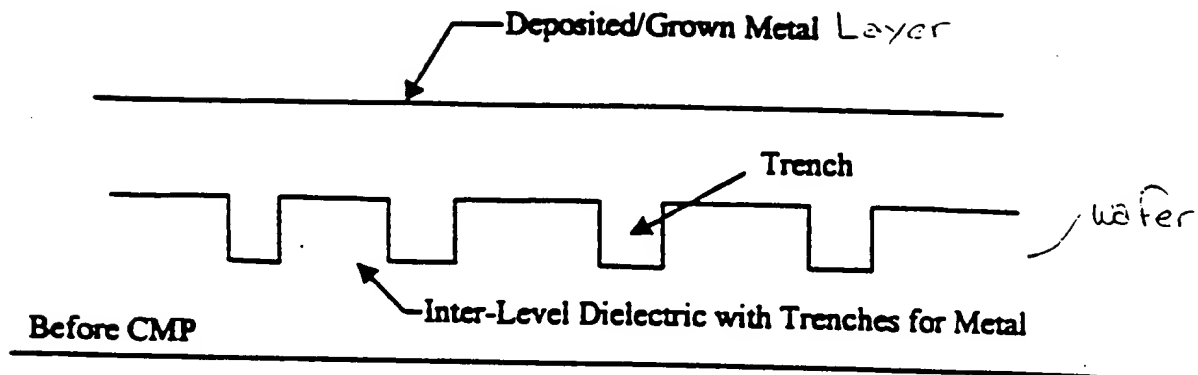 Deposited/Grown Metal Layer
Trench
wafer
Inter-Level Dielectric with Trenches for Metal
Before CMP